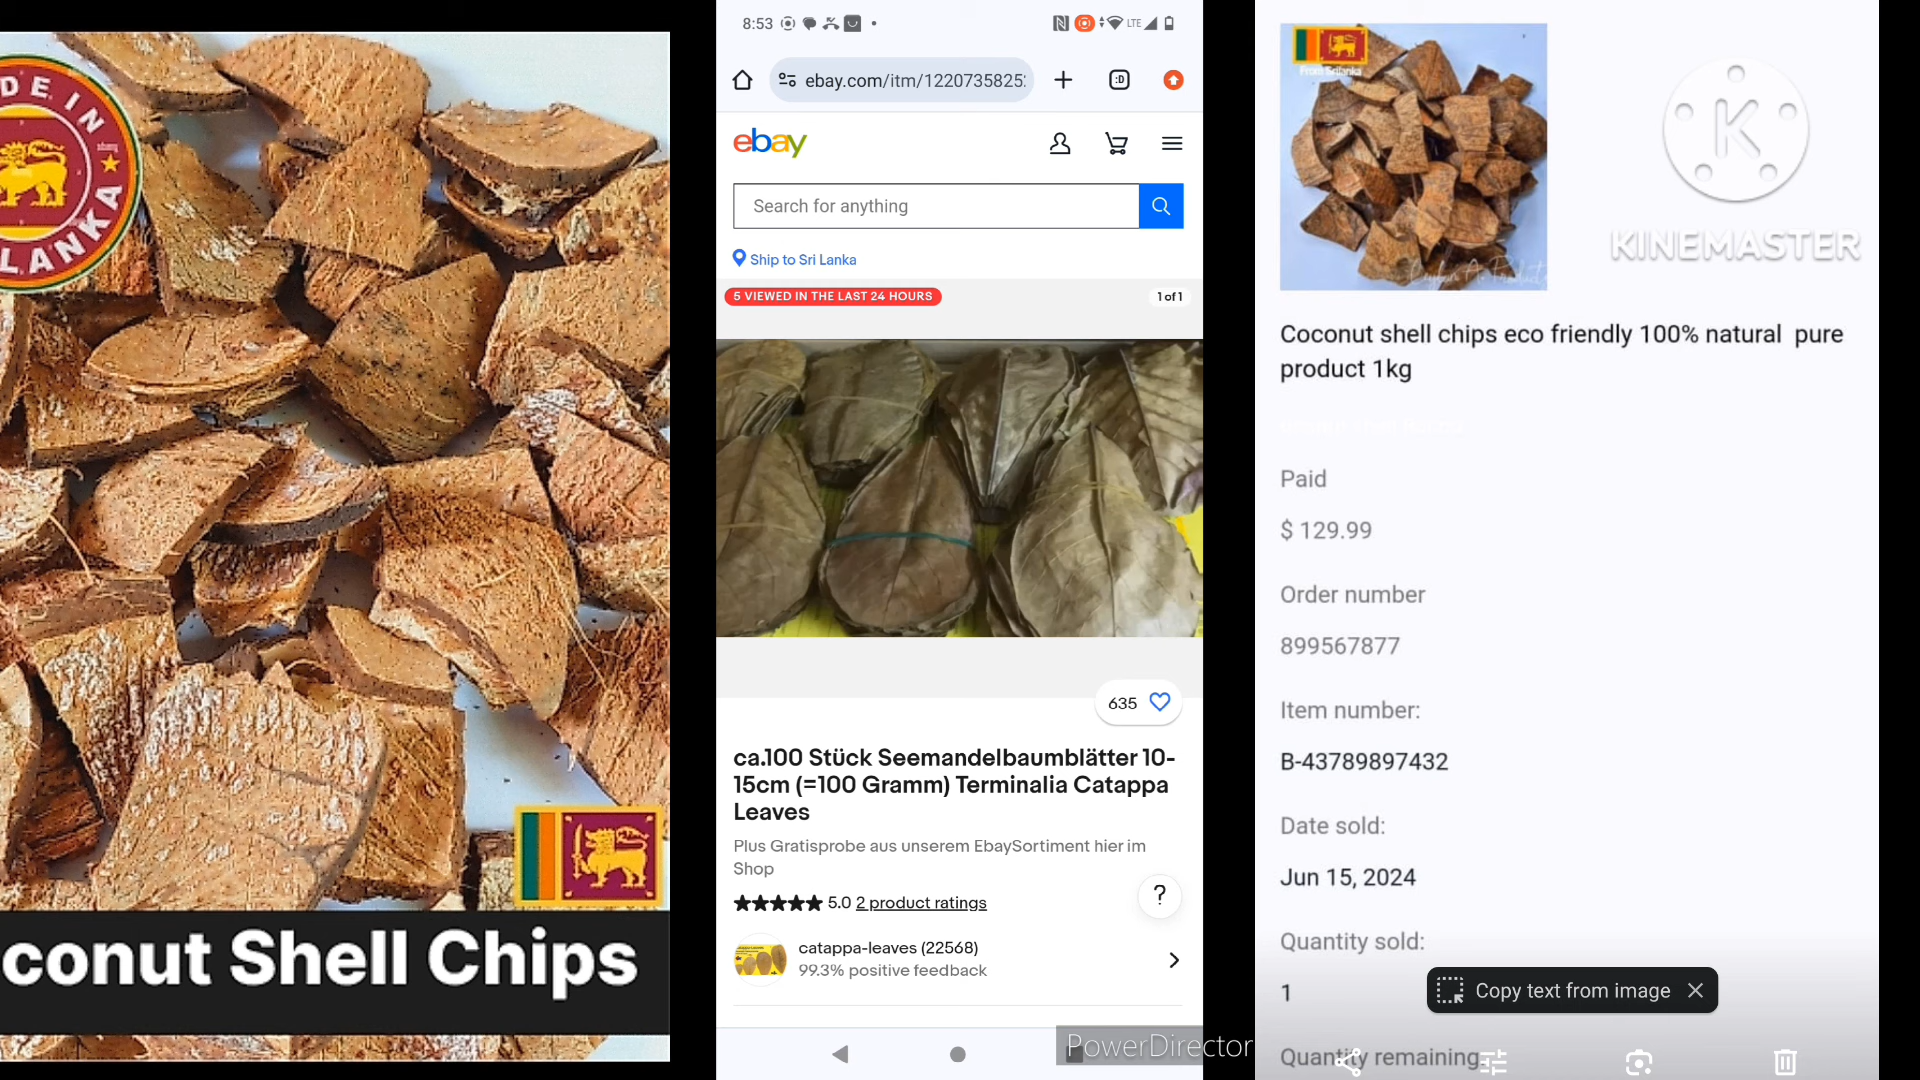 DE IN
LANKA
conut Shell Chips
8:53
LTE
ebay.com/itm/1220735825
:D
ebay
Search for anything
Ship to Sri Lanka
5 VIEWED IN THE LAST 24 HOURS
1 of 1
635
ca.100 Stück Seemandelbaumblätter 10-
15cm (=100 Gramm) Terminalia Catappa
Leaves
Plus Gratisprobe aus unserem EbaySortiment hier im
Shop
5.0 2 product ratings
?
catappa-leaves (22568)
99.3% positive feedback
PowerDirector
From Srilanka
K
KINEMASTER
Coconut shell chips eco friendly 100% natural pure
product 1kg
Paid
$ 129.99
Order number
899567877
Item number:
B-43789897432
Date sold:
Jun 15, 2024
Quantity sold:
1
Copy text from image
Quantity remaining